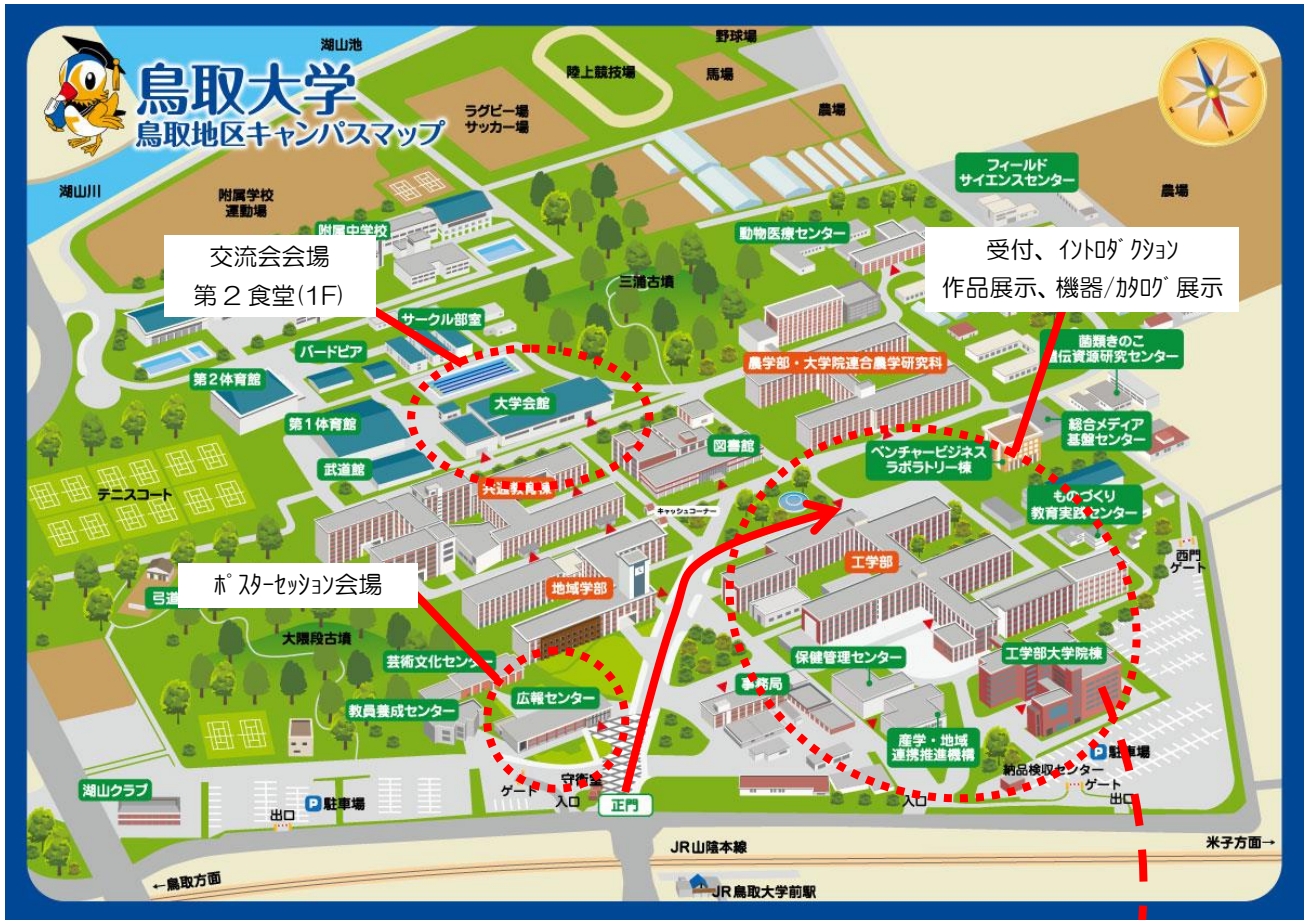 鳥取大学
鳥取地区キャンパスマップ
湖山池
野球場
陸上競技場
馬場
農場
ラグビー場
サッカー場
湖山川
附属学校
運動場
附属中学校
フィールド
サイエンスセンター
農場
動物医療センター
交流会会場
第2食堂(1F)
受付、ｲﾝﾄﾛﾀﾞｸｼｮﾝ
作品展示、機器/ｶﾀﾛｸﾞ展示
三浦古墳
サークル部室
バードピア
第2体育館
大学会館
第1体育館
武道館
図書館
農学部・大学院連合農学研究科
菌類きのこ
遺伝資源研究センター
総合メディア
基盤センター
ベンチャービジネス
ラボラトリー棟
ものづくり
教育実践センター
テニスコート
共通教育棟
キャッシュコーナー
工学部
西門
ゲート
ﾎﾟｽﾀｰｾｯｼｮﾝ会場
弓道
地域学部
大隈段古墳
芸術文化センター
保健管理センター
工学部大学院棟
広報センター
事務局
教員養成センター
産学・地域
連携推進機構
湖山クラブ
P駐車場
出口
守衛室
ゲート
入口
正門
入口
納品検収センター
P駐車場
ゲート
出口
JR山陰本線
米子方面→
←鳥取方面
JR鳥取大学前駅